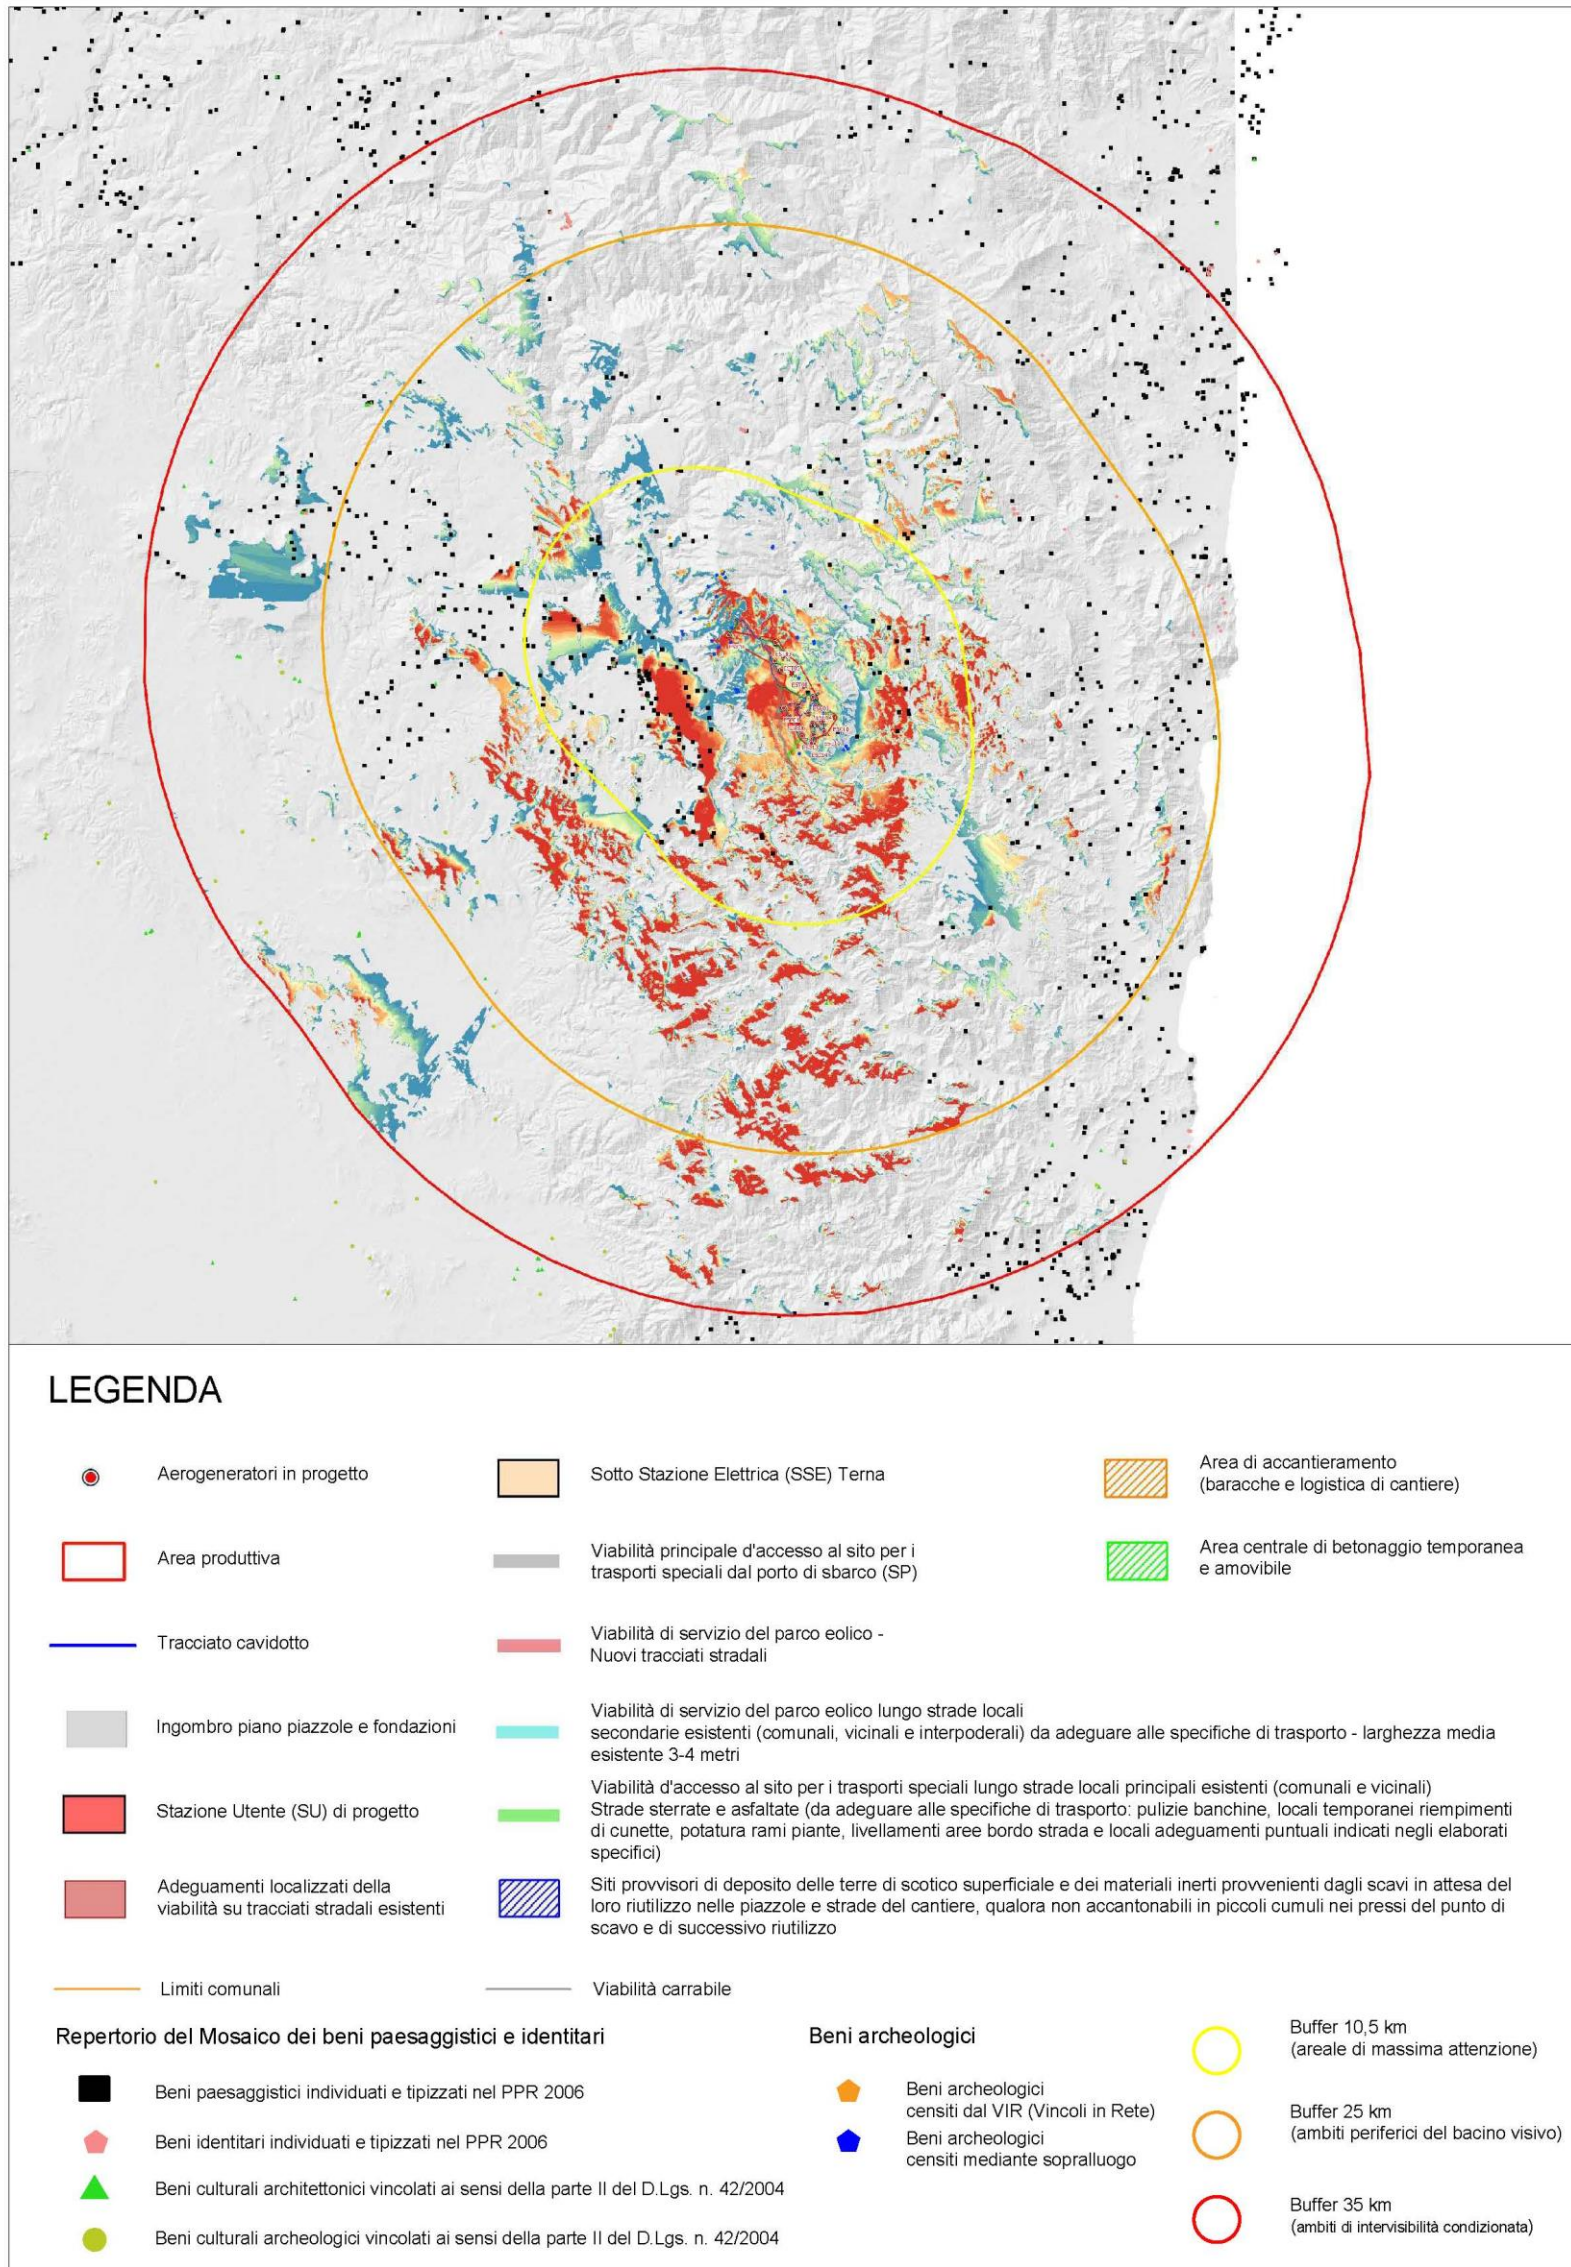 LEGENDA
Aerogeneratori in progetto
Sotto Stazione Elettrica (SSE) Terna
Area di accantieramento
(baracche e logistica di cantiere)
Area produttiva
Viabilità principale d'accesso al sito per i
trasporti speciali dal porto di sbarco (SP)
Area centrale di betonaggio temporanea
e amovibile
Tracciato cavidotto
Viabilità di servizio del parco eolico -
Nuovi tracciati stradali
Ingombro piano piazzole e fondazioni
Viabilità di servizio del parco eolico lungo strade locali
secondarie esistenti (comunali, vicinali e interpoderali) da adeguare alle specifiche di trasporto - larghezza media
esistente 3-4 metri
Stazione Utente (SU) di progetto
Viabilità d'accesso al sito per i trasporti speciali lungo strade locali principali esistenti (comunali e vicinali)
Strade sterrate e asfaltate (da adeguare alle specifiche di trasporto: pulizie banchine, locali temporanei riempimenti
di cunette, potatura rami piante, livellamenti aree bordo strada e locali adeguamenti puntuali indicati negli elaborati
specifici)
Adeguamenti localizzati della
viabilità su tracciati stradali esistenti
Siti provvisori di deposito delle terre di scotico superficiale e dei materiali inerti provvenienti dagli scavi in attesa del
loro riutilizzo nelle piazzole e strade del cantiere, qualora non accantonabili in piccoli cumuli nei pressi del punto di
scavo e di successivo riutilizzo
Limiti comunali
Viabilità carrabile
Repertorio del Mosaico dei beni paesaggistici e identitari
Beni paesaggistici individuati e tipizzati nel PPR 2006
Beni identitari individuati e tipizzati nel PPR 2006
Beni culturali architettonici vincolati ai sensi della parte II del D.Lgs. n. 42/2004
Beni culturali archeologici vincolati ai sensi della parte II del D.Lgs. n. 42/2004
Beni archeologici
Beni archeologici
censiti dal VIR (Vincoli in Rete)
Beni archeologici
censiti mediante sopralluogo
Buffer 10,5 km
(areale di massima attenzione)
Buffer 25 km
(ambiti periferici del bacino visivo)
Buffer 35 km
(ambiti di intervisibilità condizionata)